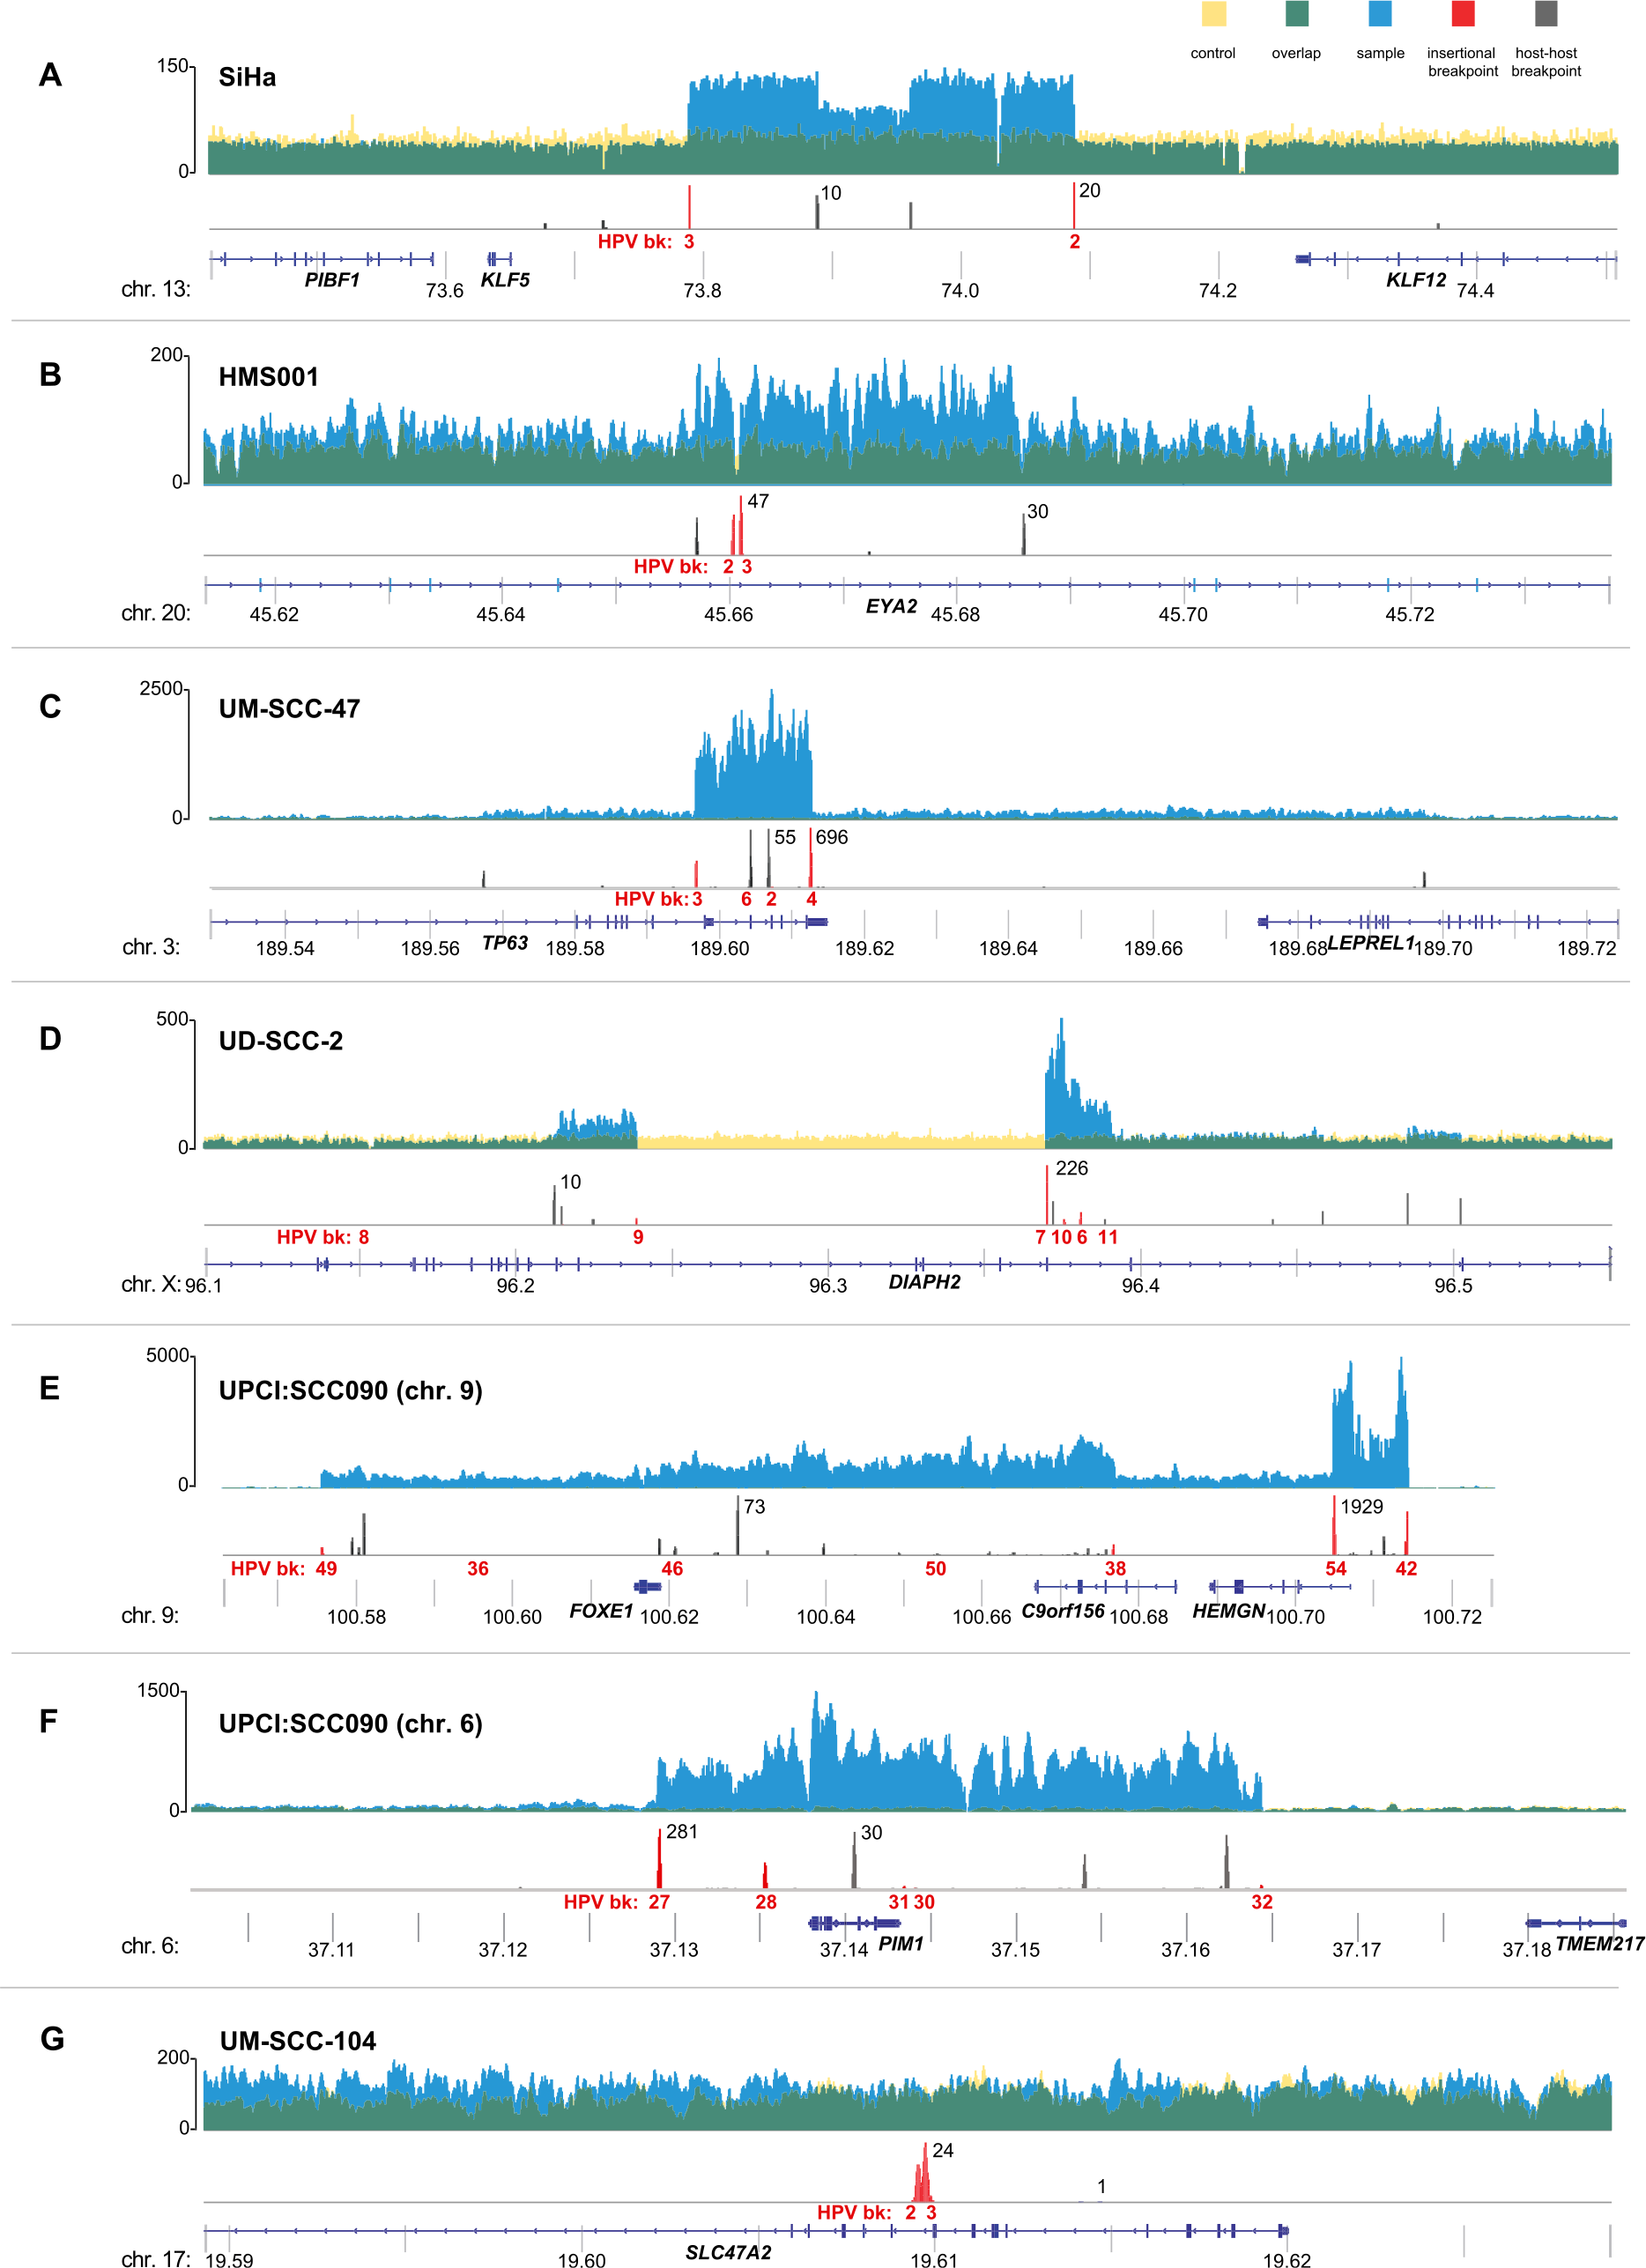 control overlap sample insertional breakpoint host-host breakpoint
A SiHa
150
0
10 20
HPV bk: 3 2
PIBF1 KLF5 KLF12
chr. 13: 73.6 73.8 74.0 74.2 74.4
B HMS001
200
0
47 30
HPV bk: 2 3
EYA2
chr. 20: 45.62 45.64 45.66 45.68 45.70 45.72
C UM-SCC-47
2500
0
55 696
HPV bk: 3 6 2 4
TP63 LEPREL1
chr. 3: 189.54 189.56 189.58 189.60 189.62 189.64 189.66 189.68 189.70 189.72
D UD-SCC-2
500
0
10 226
HPV bk: 8 9 7 10 6 11
DIAPH2
chr. X: 96.1 96.2 96.3 96.4 96.5
E UPCI:SCC090 (chr. 9)
5000
0
73 1929
HPV bk: 49 36 46 50 38 54 42
FOXE1 C9orf156 HEMGN
chr. 9: 100.58 100.60 100.62 100.64 100.66 100.68 100.70 100.72
F UPCI:SCC090 (chr. 6)
1500
0
281 30
HPV bk: 27 28 31 30 32
PIM1 TMEM217
chr. 6: 37.11 37.12 37.13 37.14 37.15 37.16 37.17 37.18
G UM-SCC-104
200
0
24 1
HPV bk: 2 3
SLC47A2
chr. 17: 19.59 19.60 19.61 19.62